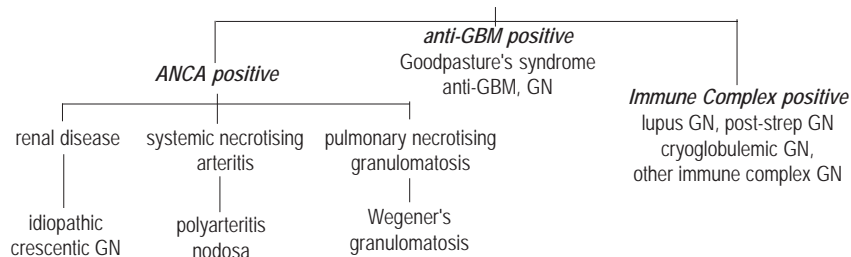 anti-GBM positive
Goodpasture's syndrome
anti-GBM, GN
ANCA positive
Immune Complex positive
lupus GN, post-strep GN
cryoglobulemic GN,
other immune complex GN
renal disease
systemic necrotising
arteritis
pulmonary necrotising
granulomatosis
idiopathic
crescentic GN
polyarteritis
nodosa
Wegener's
granulomatosis